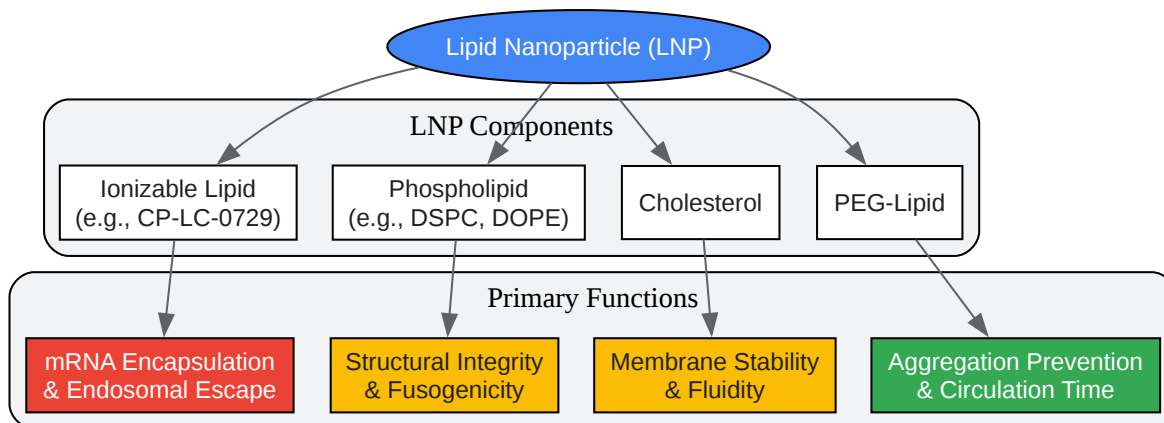 Lipid Nanoparticle (LNP)
LNP Components
Ionizable Lipid
(e.g., CP-LC-0729)
Phospholipid
(e.g., DSPC, DOPE)
Cholesterol
PEG-Lipid
Primary Functions
mRNA Encapsulation
& Endosomal Escape
Structural Integrity
& Fusogenicity
Membrane Stability
& Fluidity
Aggregation Prevention
& Circulation Time